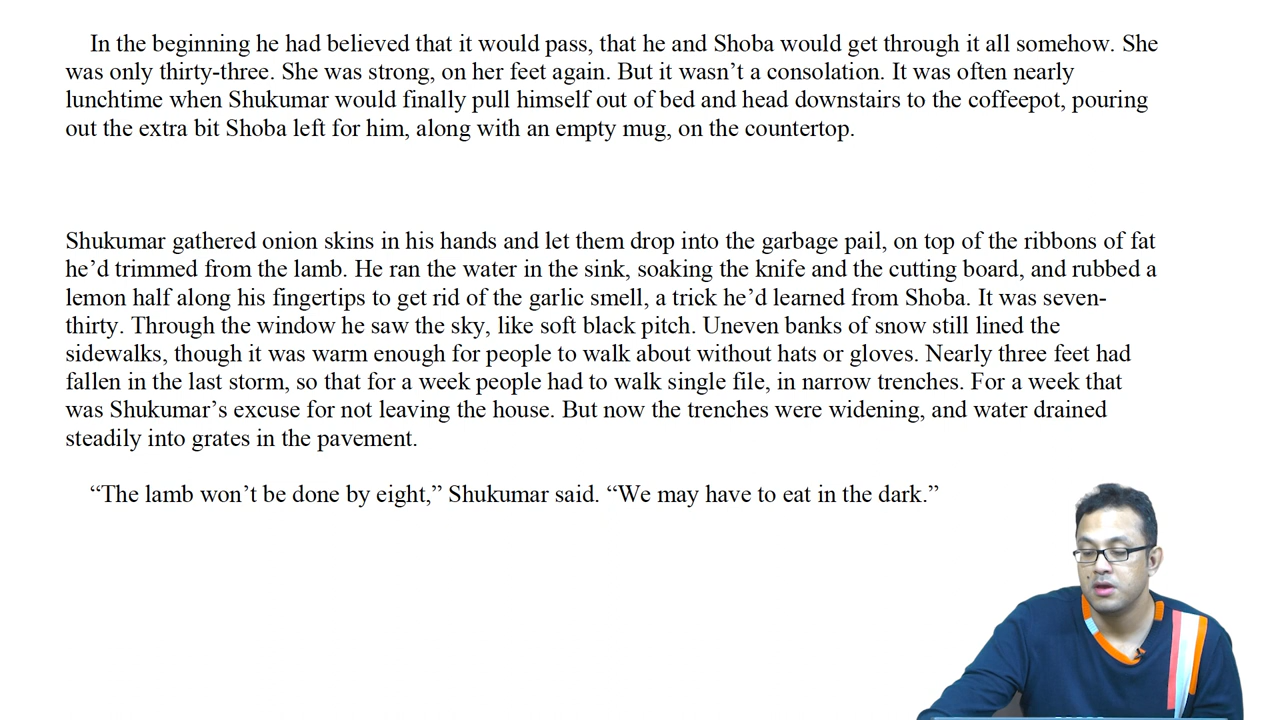 In the beginning he had believed that it would pass, that he and Shoba would get through it all somehow. She
was only thirty-three. She was strong, on her feet again. But it wasn’t a consolation. It was often nearly
lunchtime when Shukumar would finally pull himself out of bed and head downstairs to the coffeepot, pouring
out the extra bit Shoba left for him, along with an empty mug, on the countertop.
Shukumar gathered onion skins in his hands and let them drop into the garbage pail, on top of the ribbons of fat
he’d trimmed from the lamb. He ran the water in the sink, soaking the knife and the cutting board, and rubbed a
lemon half along his fingertips to get rid of the garlic smell, a trick he’d learned from Shoba. It was seven-
thirty. Through the window he saw the sky, like soft black pitch. Uneven banks of snow still lined the
sidewalks, though it was warm enough for people to walk about without hats or gloves. Nearly three feet had
fallen in the last storm, so that for a week people had to walk single file, in narrow trenches. For a week that
was Shukumar’s excuse for not leaving the house. But now the trenches were widening, and water drained
steadily into grates in the pavement.
“The lamb won’t be done by eight,” Shukumar said. “We may have to eat in the dark.”